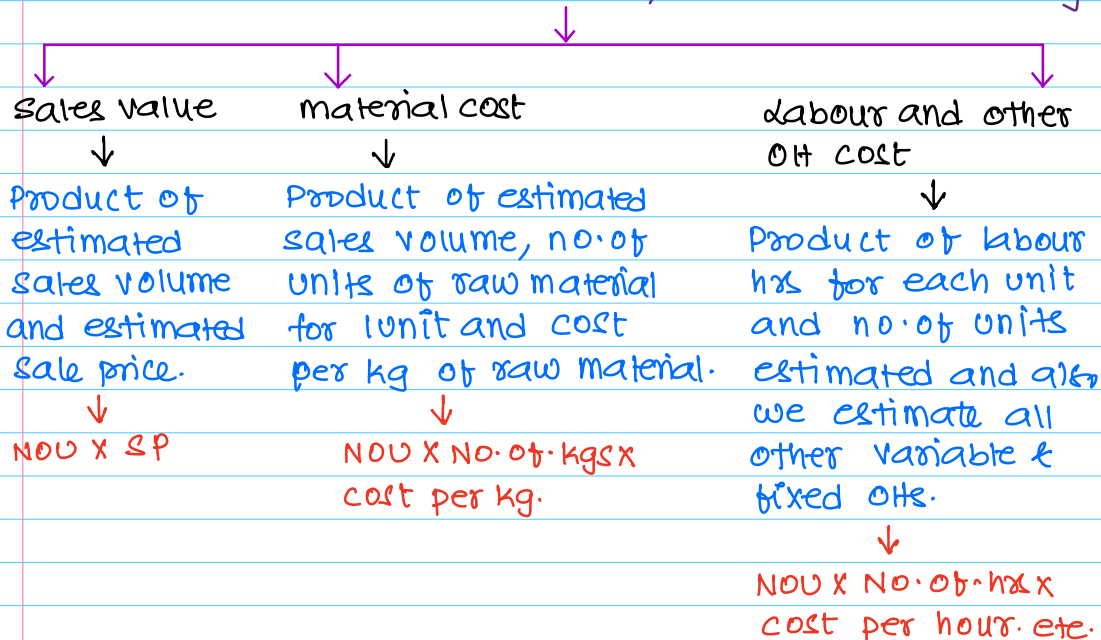 Sales value
↓
Product of
estimated
sales volume
and estimated
sale price.
↓
NOU X SP
material cost
↓
Product of estimated
sales volume, no.of
units of raw material
for 1unit and cost
per kg of raw material.
↓
NOU X No.of.kgs x
cost per kg.
Labour and other
OH cost
↓
Product of labour
hrs for each unit
and no.of units
estimated and also
we estimate all
other variable &
fixed OHs.
↓
NOU X No.of.hrs x
cost per hour. etc.